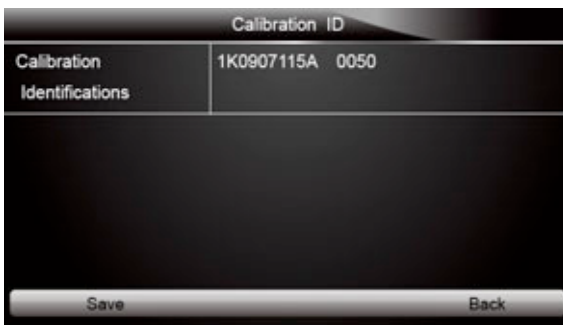 Calibration ID
Calibration 1K0907115A 0050
Identifications
Save Back